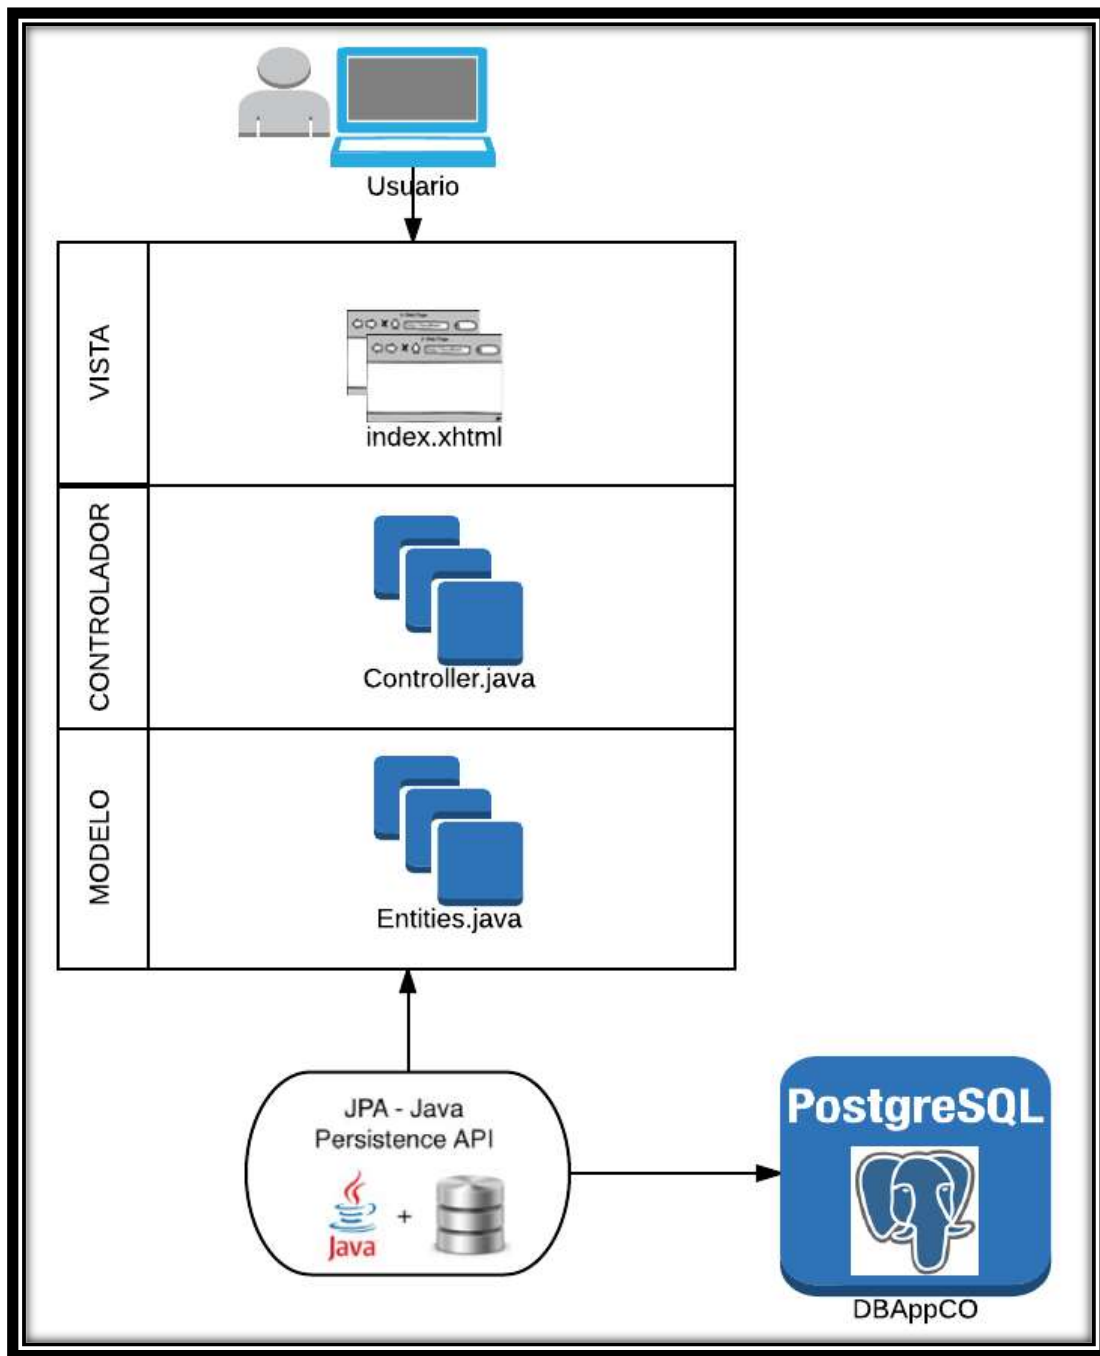 Usuario
VISTA
index.xhtml
CONTROLADOR
Controller.java
MODELO
Entities.java
JPA - Java
Persistence API
+
Java
PostgreSQL
DBAppCO